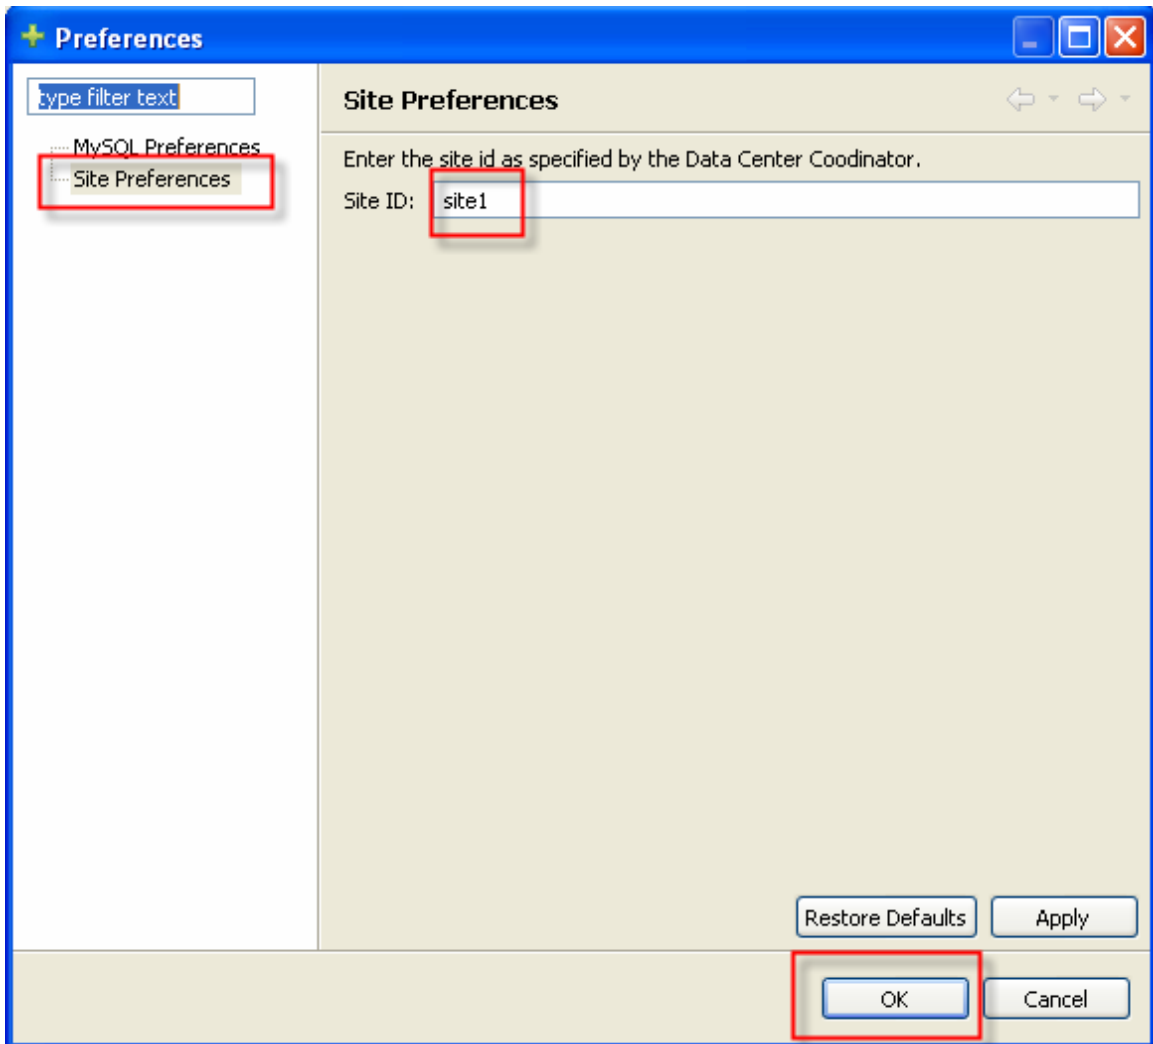 Preferences
type filter text
MySQL Preferences
Site Preferences
Site Preferences
Enter the site id as specified by the Data Center Coodinator.
Site ID: site1
Restore Defaults Apply
OK Cancel